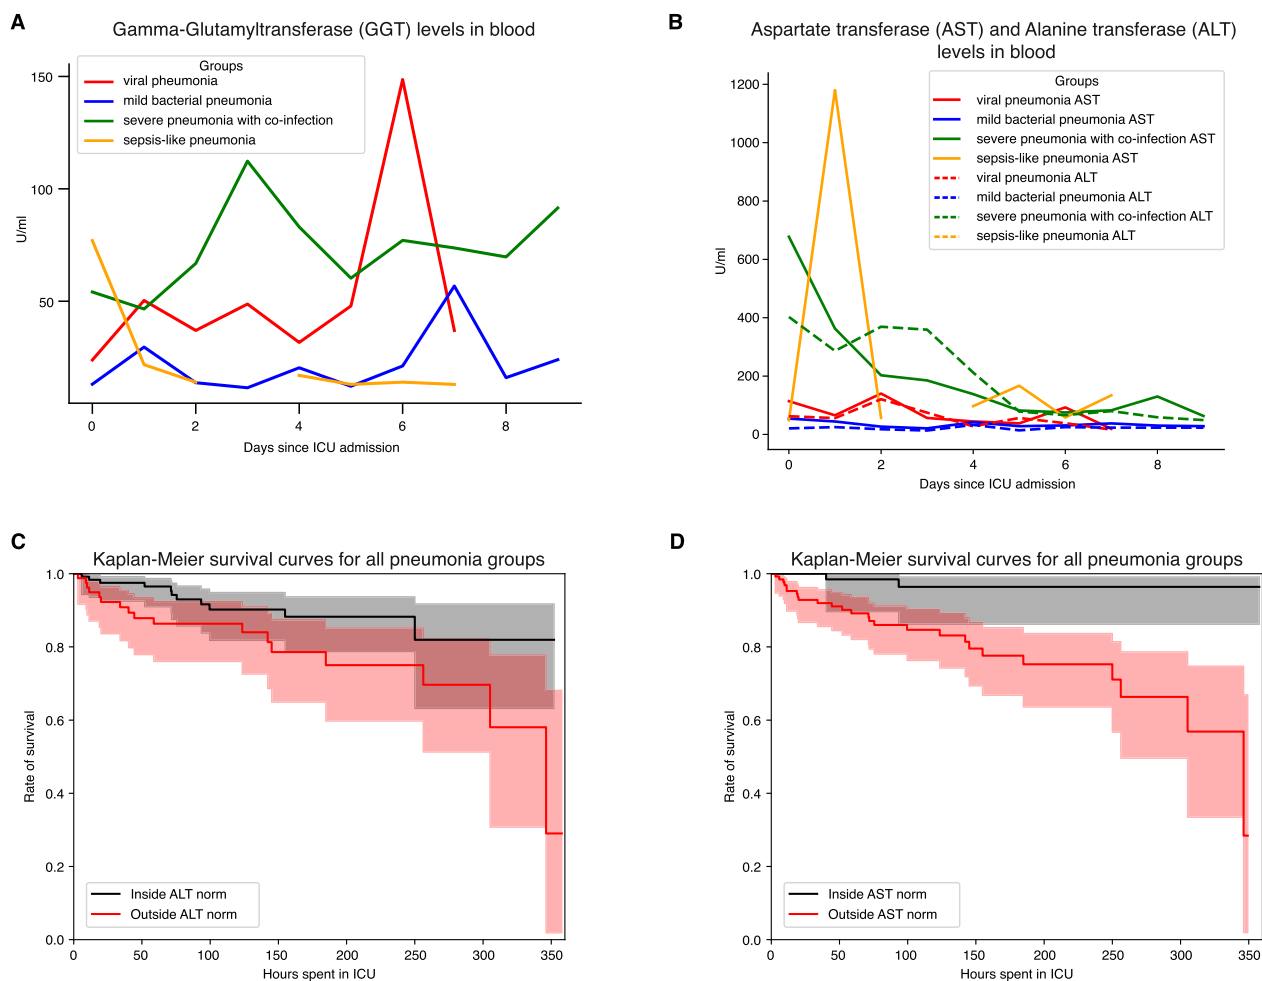 A
Gamma-Glutamyltransferase (GGT) levels in blood
Groups
viral pheumonia
mild bacterial pneumonia
severe pneumonia with co-infection
sepsis-like pneumonia
150
100
50
U/ml
0
2
4
6
8
Days since ICU admission
B
Aspartate transferase (AST) and Alanine transferase (ALT)
levels in blood
Groups
viral pneumonia AST
mild bacterial pneumonia AST
severe pneumonia with co-infection AST
sepsis-like pneumonia AST
viral pneumonia ALT
mild bacterial pneumonia ALT
severe pneumonia with co-infection ALT
sepsis-like pneumonia ALT
1200
1000
800
600
400
200
0
U/ml
0
2
4
6
8
Days since ICU admission
C
Kaplan-Meier survival curves for all pneumonia groups
1.0
0.8
0.6
0.4
0.2
0.0
Rate of survival
Inside ALT norm
Outside ALT norm
0
50
100
150
200
250
300
350
Hours spent in ICU
D
Kaplan-Meier survival curves for all pneumonia groups
1.0
0.8
0.6
0.4
0.2
0.0
Rate of survival
Inside AST norm
Outside AST norm
0
50
100
150
200
250
300
350
Hours spent in ICU